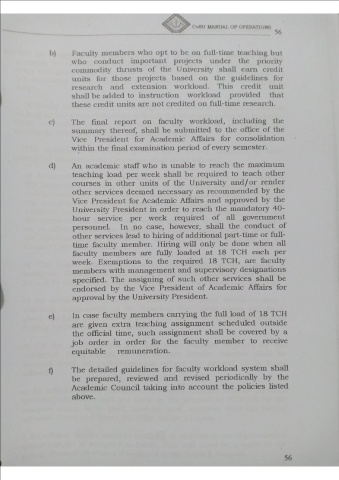 CvSU MANUAL OF OPERATIONS
56
b) Faculty members who opt to be on full-time teaching but
who conduct important projects under the priority
commodity thrusts of the University shall earn credit
units for those projects based on the guidelines for
research and extension workload. This credit unit
shall be added to instruction workload provided that
these credit units are not credited on full-time research.
c) The final report on faculty workload, including the
summary thereof, shall be submitted to the office of the
Vice President for Academic Affairs for consolidation
within the final examination period of every semester.
d) An academic staff who is unable to reach the maximum
teaching load per week shall be required to teach other
courses in other units of the University and/or render
other services deemed necessary as recommended by the
Vice President for Academic Affairs and approved by the
University President in order to reach the mandatory 40-
hour service per week required of all government
personnel. In no case, however, shall the conduct of
other services lead to hiring of additional part-time or full-
time faculty member. Hiring will only be done when all
faculty members are fully loaded at 18 TCH each per
week. Exemptions to the required 18 TCH, are faculty
members with management and supervisory designations
specified. The assigning of such other services shall be
endorsed by the Vice President of Academic Affairs for
approval by the University President.
e) In case faculty members carrying the full load of 18 TCH
are given extra teaching assignment scheduled outside
the official time, such assignment shall be covered by a
job order in order for the faculty member to receive
equitable remuneration.
f) The detailed guidelines for faculty workload system shall
be prepared, reviewed and revised periodically by the
Academic Council taking into account the policies listed
above.
56